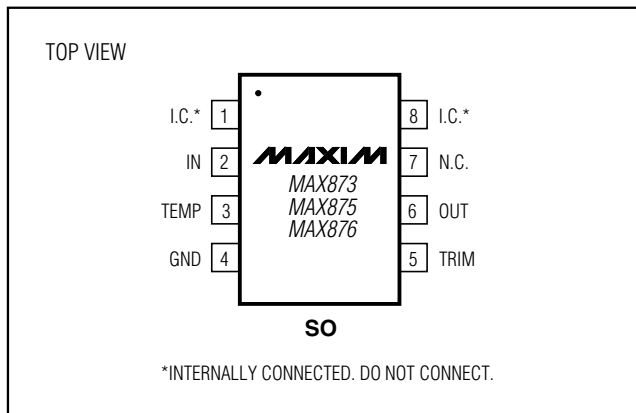 TOP VIEW
I.C.* 1
8 I.C.*
IN 2
7 N.C.
TEMP 3
6 OUT
GND 4
5 TRIM
MAXIM
MAX873
MAX875
MAX876
SO
*INTERNALLY CONNECTED. DO NOT CONNECT.